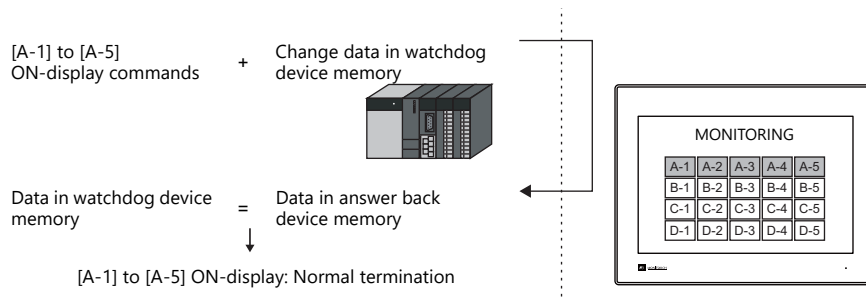 [A-1] to [A-5]
ON-display commands
+
Change data in watchdog
device memory
MONITORING
A-1 A-2 A-3 A-4 A-5
B-1 B-2 B-3 B-4 B-5
C-1 C-2 C-3 C-4 C-5
D-1 D-2 D-3 D-4 D-5
Data in watchdog device
memory
=
Data in answer back
device memory
[A-1] to [A-5] ON-display: Normal termination